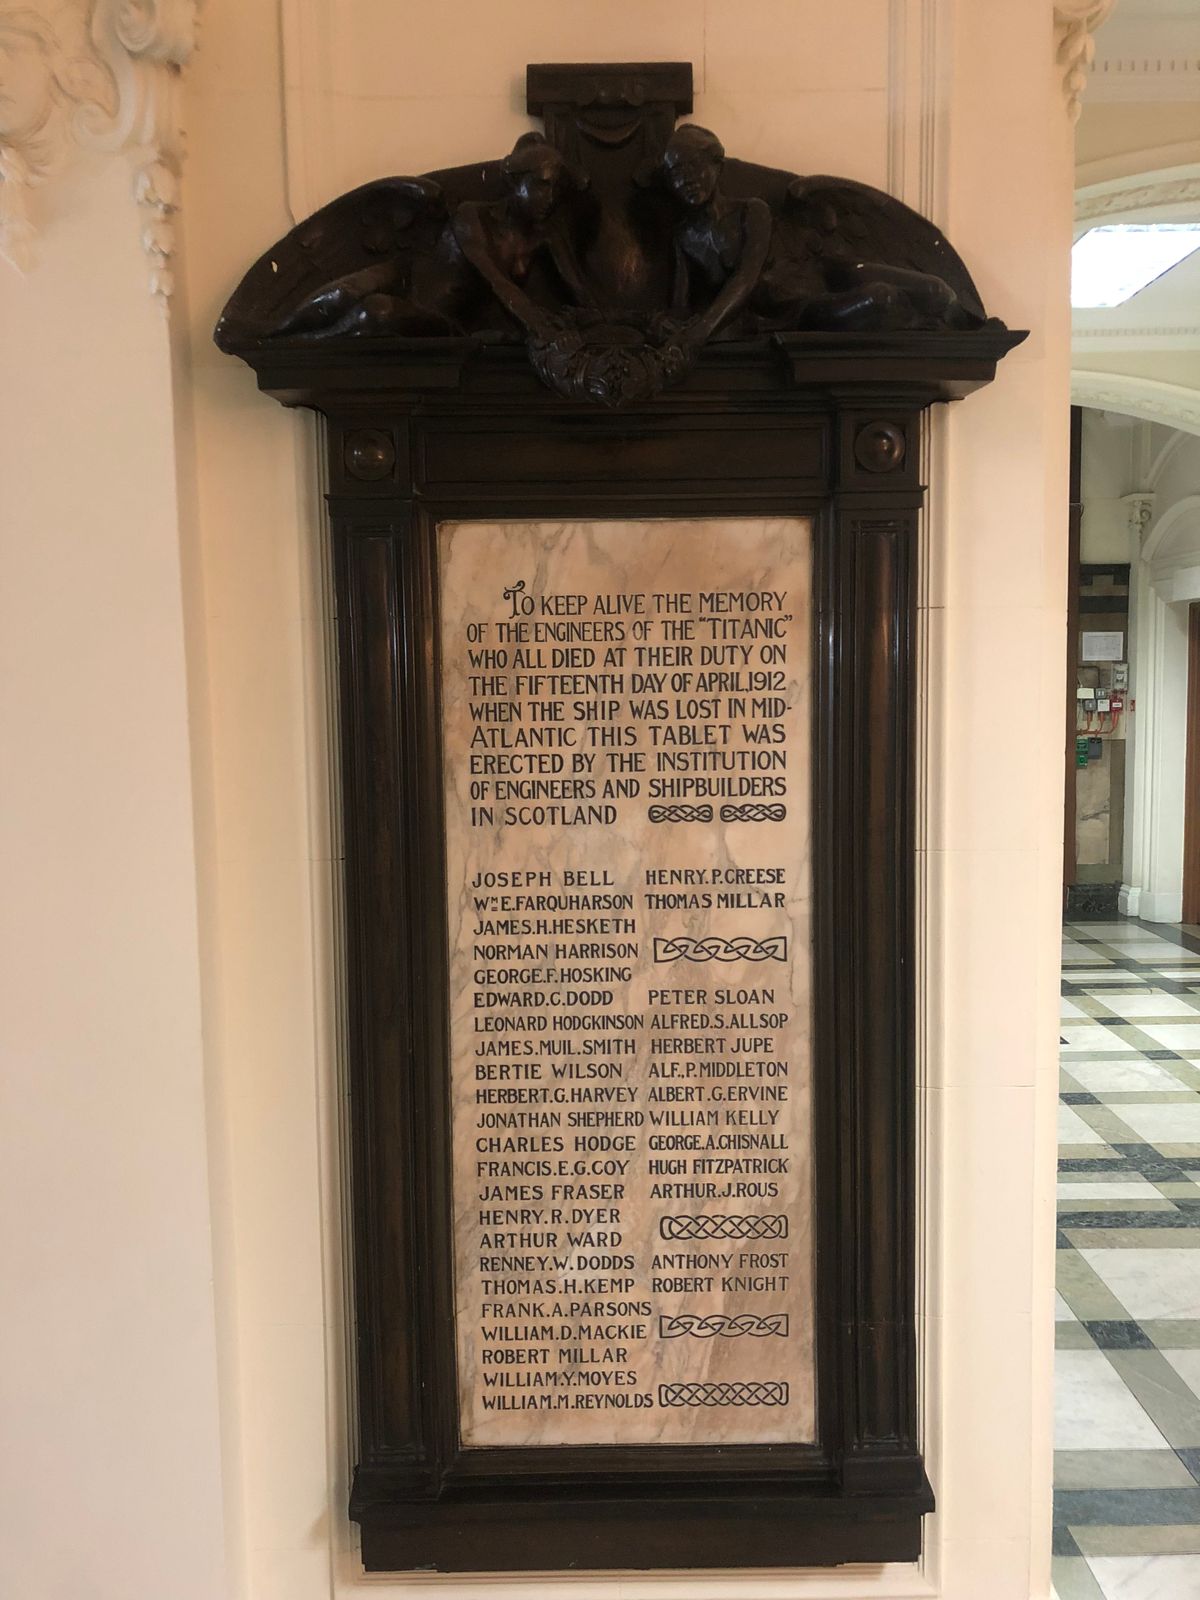 TO KEEP ALIVE THE MEMORY
OF THE ENGINEERS OF THE "TITANIC"
WHO ALL DIED AT THEIR DUTY ON
THE FIFTEENTH DAY OF APRIL.1912
WHEN THE SHIP WAS LOST IN MID-
ATLANTIC THIS TABLET WAS
ERECTED BY THE INSTITUTION
OF ENGINEERS AND SHIPBUILDERS
IN SCOTLAND
JOSEPH BELL
WM E.FARQUHARSON
JAMES.H.HESKETH
NORMAN HARRISON
GEORGE.F.HOSKING
EDWARD.C.DODD
LEONARD HODGKINSON
JAMES.MUIL.SMITH
BERTIE WILSON
HERBERT.G.HARVEY
JONATHAN SHEPHERD
CHARLES HODGE
FRANCIS.E.G.COY
JAMES FRASER
HENRY.R.DYER
ARTHUR WARD
RENNEY.W.DODDS
THOMAS.H.KEMP
FRANK.A.PARSONS
WILLIAM.D.MACKIE
ROBERT MILLAR
WILLIAM.Y.MOYES
WILLIAM.M.REYNOLDS
HENRY.P.CREESE
THOMAS MILLAR
PETER SLOAN
ALFRED.S.ALLSOP
HERBERT JUPE
ALF.,P.MIDDLETON
ALBERT.G.ERVINE
WILLIAM KELLY
GEORGE.A.CHISNALL
HUGH FITZPATRICK
ARTHUR.J.ROUS
ANTHONY FROST
ROBERT KNIGHT